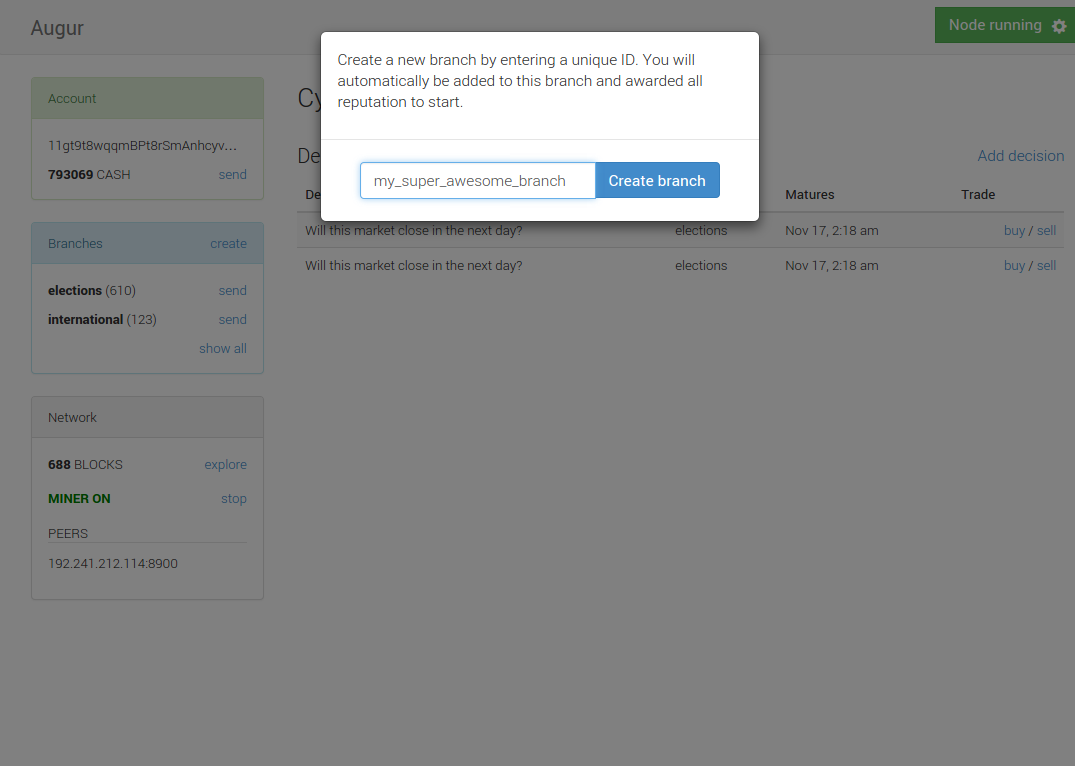 Augur
Node running
Create a new branch by entering a unique ID. You will
automatically be added to this branch and awarded all
reputation to start.
my_super_awesome_branch
Create branch
Account
11gt9t8wqqmBPt8rSmAnhcyv...
793069 CASH send
Branches create
elections (610) send
international (123) send
show all
Network
688 BLOCKS explore
MINER ON stop
PEERS
192.241.212.114:8900
Add decision
Matures Trade
Will this market close in the next day? elections Nov 17, 2:18 am buy / sell
Will this market close in the next day? elections Nov 17, 2:18 am buy / sell